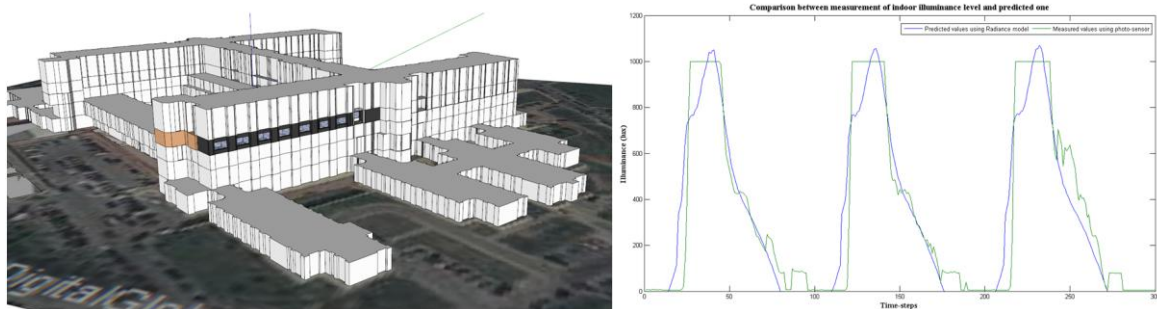 DigitalGlo
Comparison between measurement of indoor illuminance level and predicted one
Predicted values using Radiance model
Measured values using photo-sensor
1200
1000
800
600
400
200
0
Illuminance (lux)
0 50 100 150 200 250 300
Time-steps